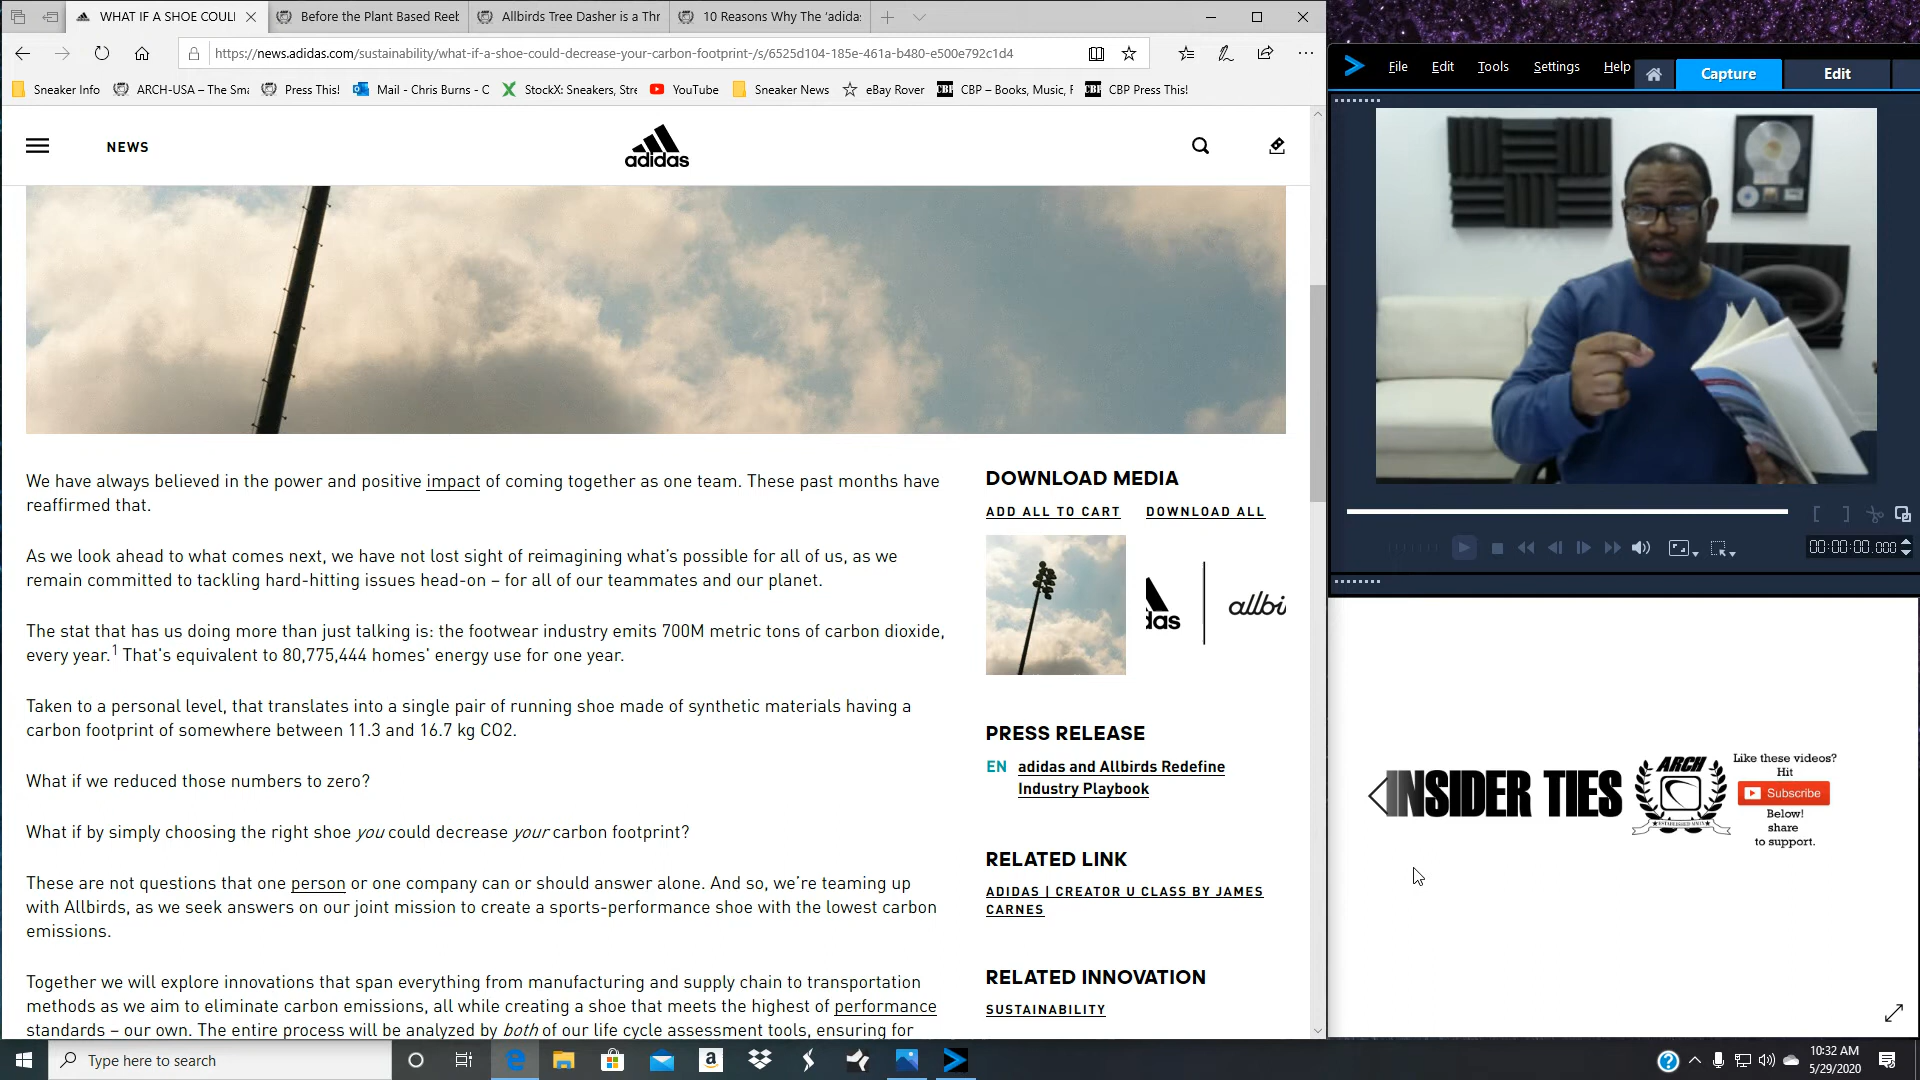 WHAT IF A SHOE COULI
Before the Plant Based Reeb
Allbirds Tree Dasher is a Thr
10 Reasons Why The ‘adida:
https://news.adidas.com/sustainability/what-if-a-shoe-could-decrease-your-carbon-footprint-/s/6525d104-185e-461a-b480-e500e792c1d4
Sneaker Info
ARCH-USA – The Sma
Press This!
Mail - Chris Burns - C
StockX: Sneakers, Stre
YouTube
Sneaker News
eBay Rover
CBP – Books, Music, F
CBP Press This!
NEWS
adidas
We have always believed in the power and positive impact of coming together as one team. These past months have
reaffirmed that.
As we look ahead to what comes next, we have not lost sight of reimagining what's possible for all of us, as we
remain committed to tackling hard-hitting issues head-on – for all of our teammates and our planet.
The stat that has us doing more than just talking is: the footwear industry emits 700M metric tons of carbon dioxide,
every year.1 That's equivalent to 80,775,444 homes' energy use for one year.
Taken to a personal level, that translates into a single pair of running shoe made of synthetic materials having a
carbon footprint of somewhere between 11.3 and 16.7 kg CO2.
What if we reduced those numbers to zero?
What if by simply choosing the right shoe you could decrease your carbon footprint?
These are not questions that one person or one company can or should answer alone. And so, we're teaming up
with Allbirds, as we seek answers on our joint mission to create a sports-performance shoe with the lowest carbon
emissions.
Together we will explore innovations that span everything from manufacturing and supply chain to transportation
methods as we aim to eliminate carbon emissions, all while creating a shoe that meets the highest of performance
standards – our own. The entire process will be analyzed by both of our life cycle assessment tools, ensuring for
DOWNLOAD MEDIA
ADD ALL TO CART
DOWNLOAD ALL
das
allbi
PRESS RELEASE
EN adidas and Allbirds Redefine
Industry Playbook
RELATED LINK
ADIDAS | CREATOR U CLASS BY JAMES
CARNES
RELATED INNOVATION
SUSTAINABILITY
File
Edit
Tools
Settings
Help
Capture
Edit
00:00:00.000
INSIDER TIES
ARCH
Like these videos?
Hit
Subscribe
Below!
share
to support.
Type here to search
10:32 AM
5/29/2020